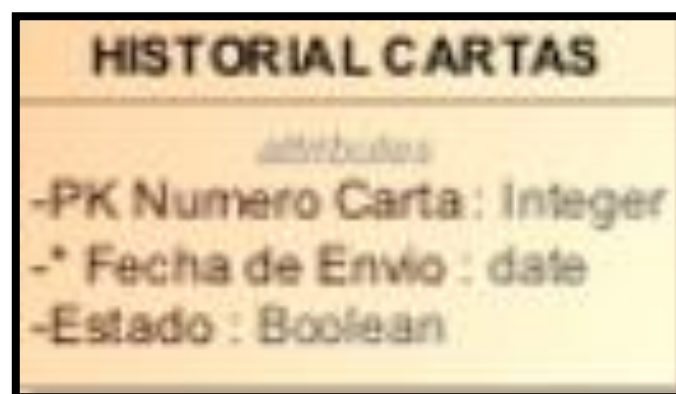 HISTORIAL CARTAS
attributes
-PK Numero Carta : Integer
-* Fecha de Envio : date
-Estado : Boolean